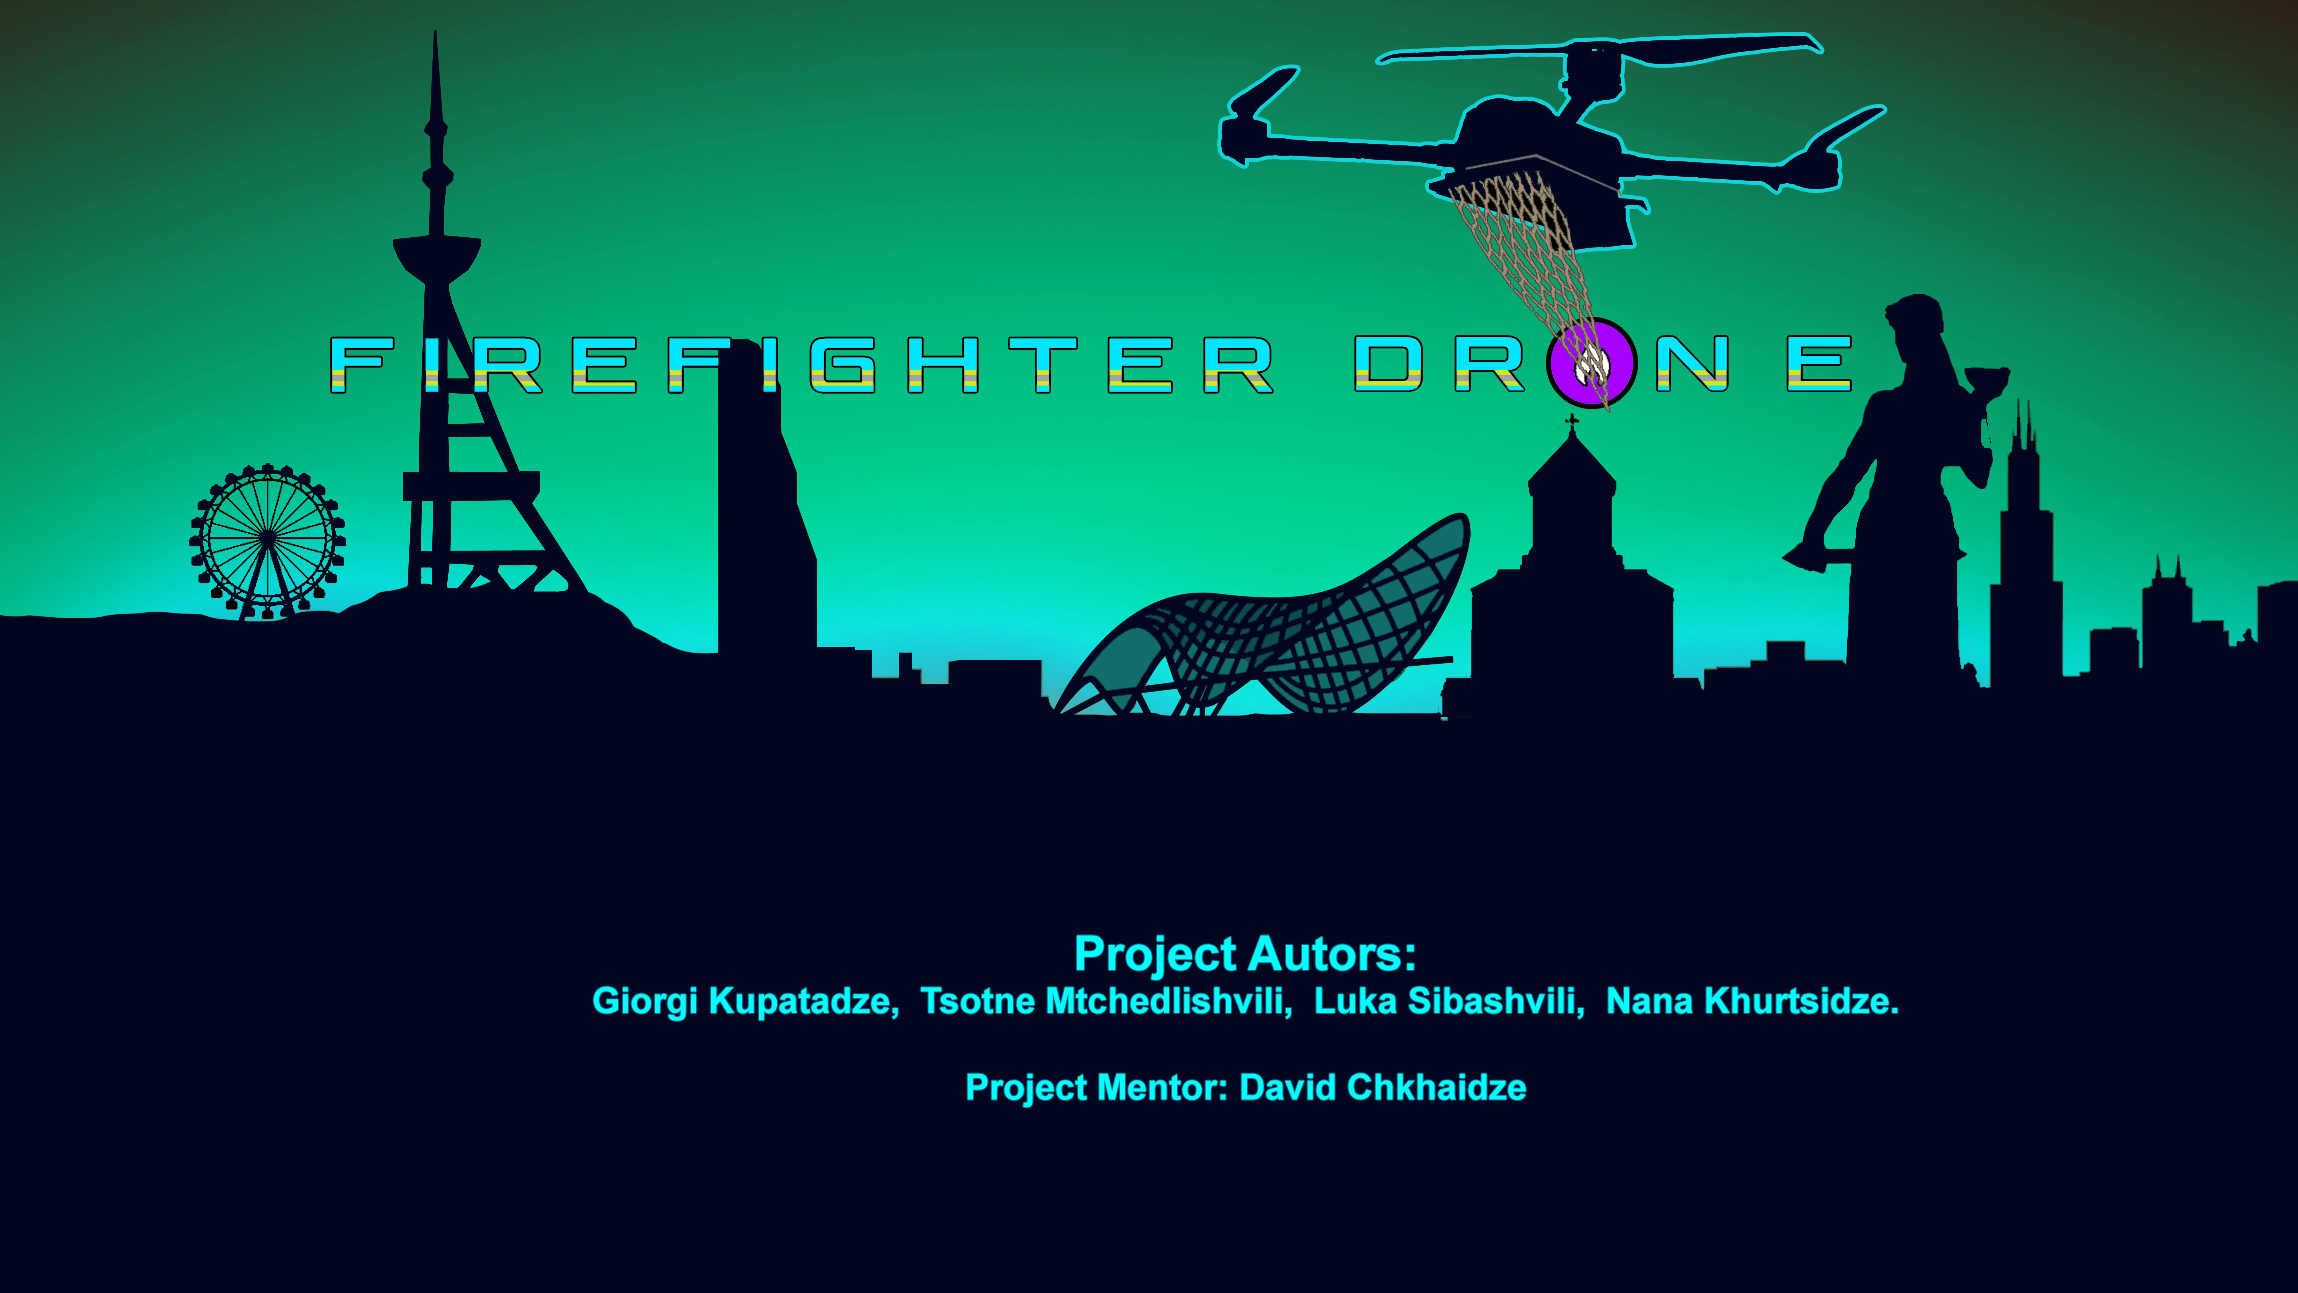 FIREFIGHTER DRONE
Project Autors:
Giorgi Kupatadze, Tsotne Mtchedlishvili, Luka Sibashvili, Nana Khurtsidze.
Project Mentor: David Chkhaidze